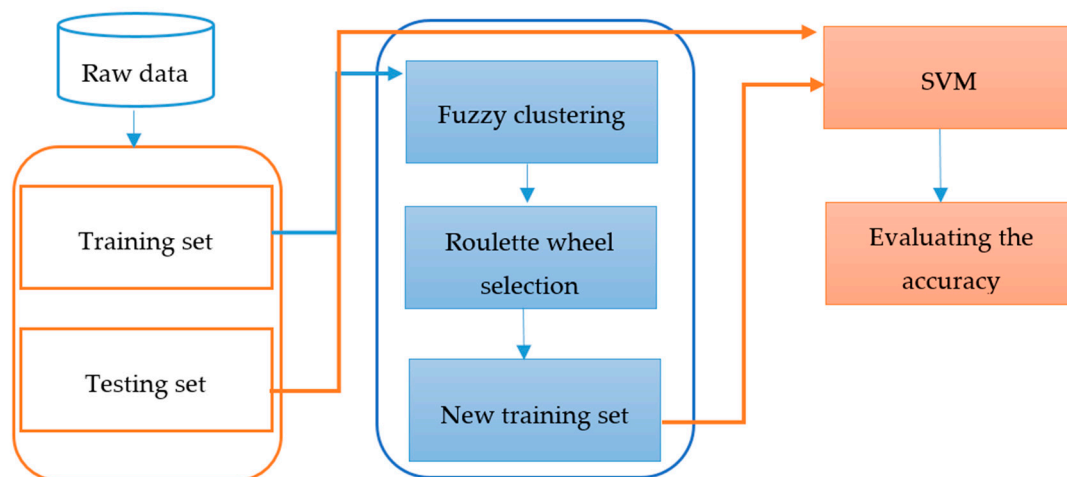 Raw data
Training set
Testing set
Fuzzy clustering
Roulette wheel
selection
New training set
SVM
Evaluating the
accuracy